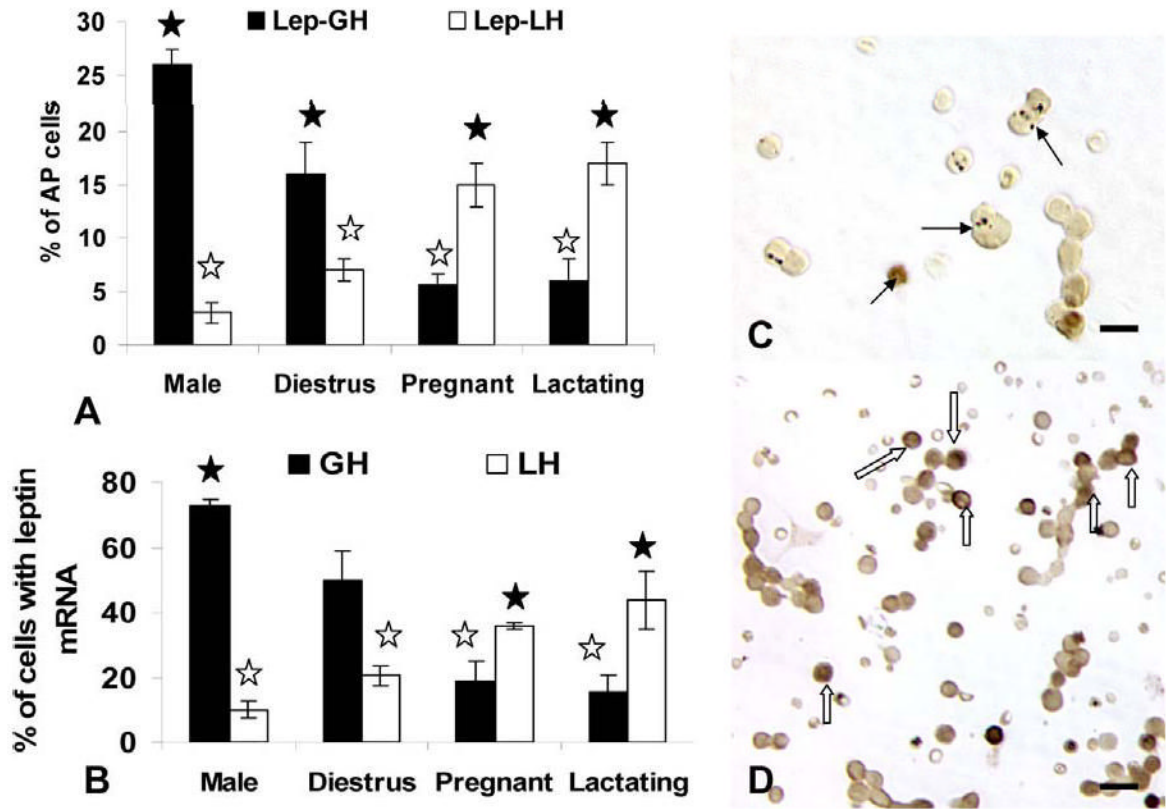 30
25
20
15
10
5
0
% of AP cells
Lep-GH Lep-LH
Male Diestrus Pregnant Lactating
A
80
60
40
20
0
% of cells with leptin
mRNA
GH LH
Male Diestrus Pregnant Lactating
B
C
D